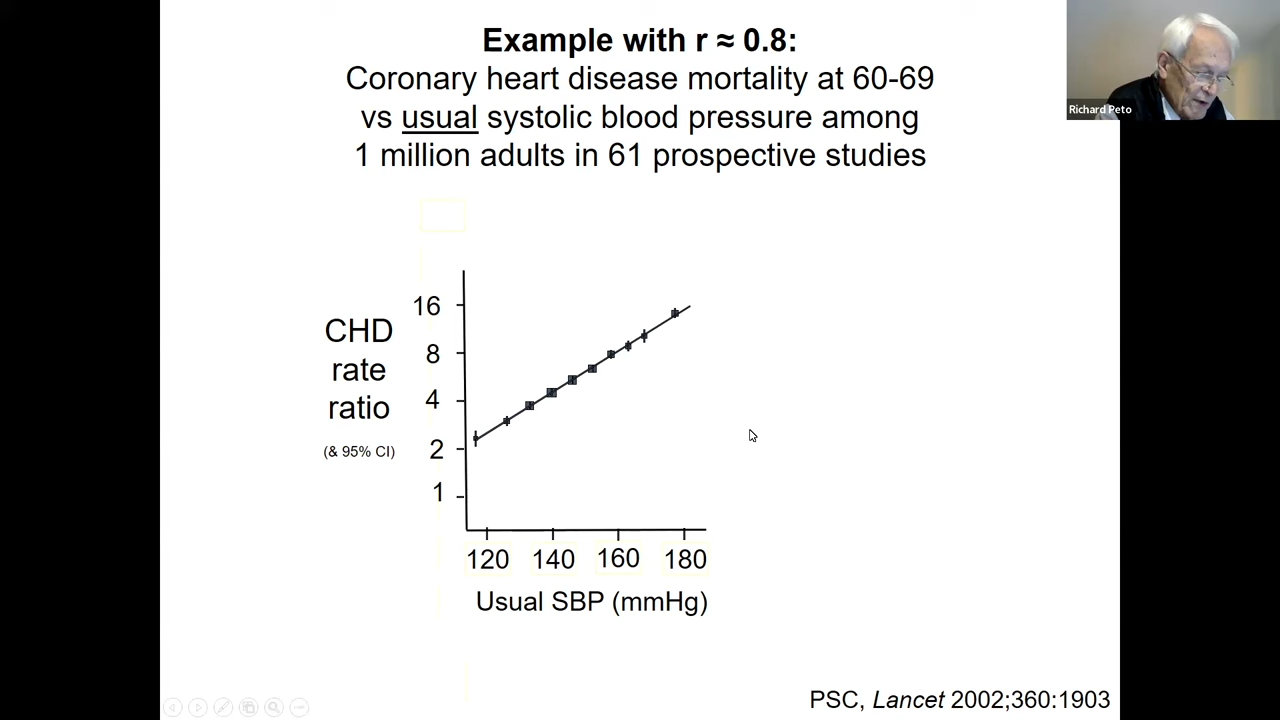 Example with r ≈ 0.8:
Coronary heart disease mortality at 60-69
vs usual systolic blood pressure among
1 million adults in 61 prospective studies
Richard Peto
CHD
rate
ratio
(& 95% CI)
16
8
4
2
1
120 140 160 180
Usual SBP (mmHg)
PSC, Lancet 2002;360:1903